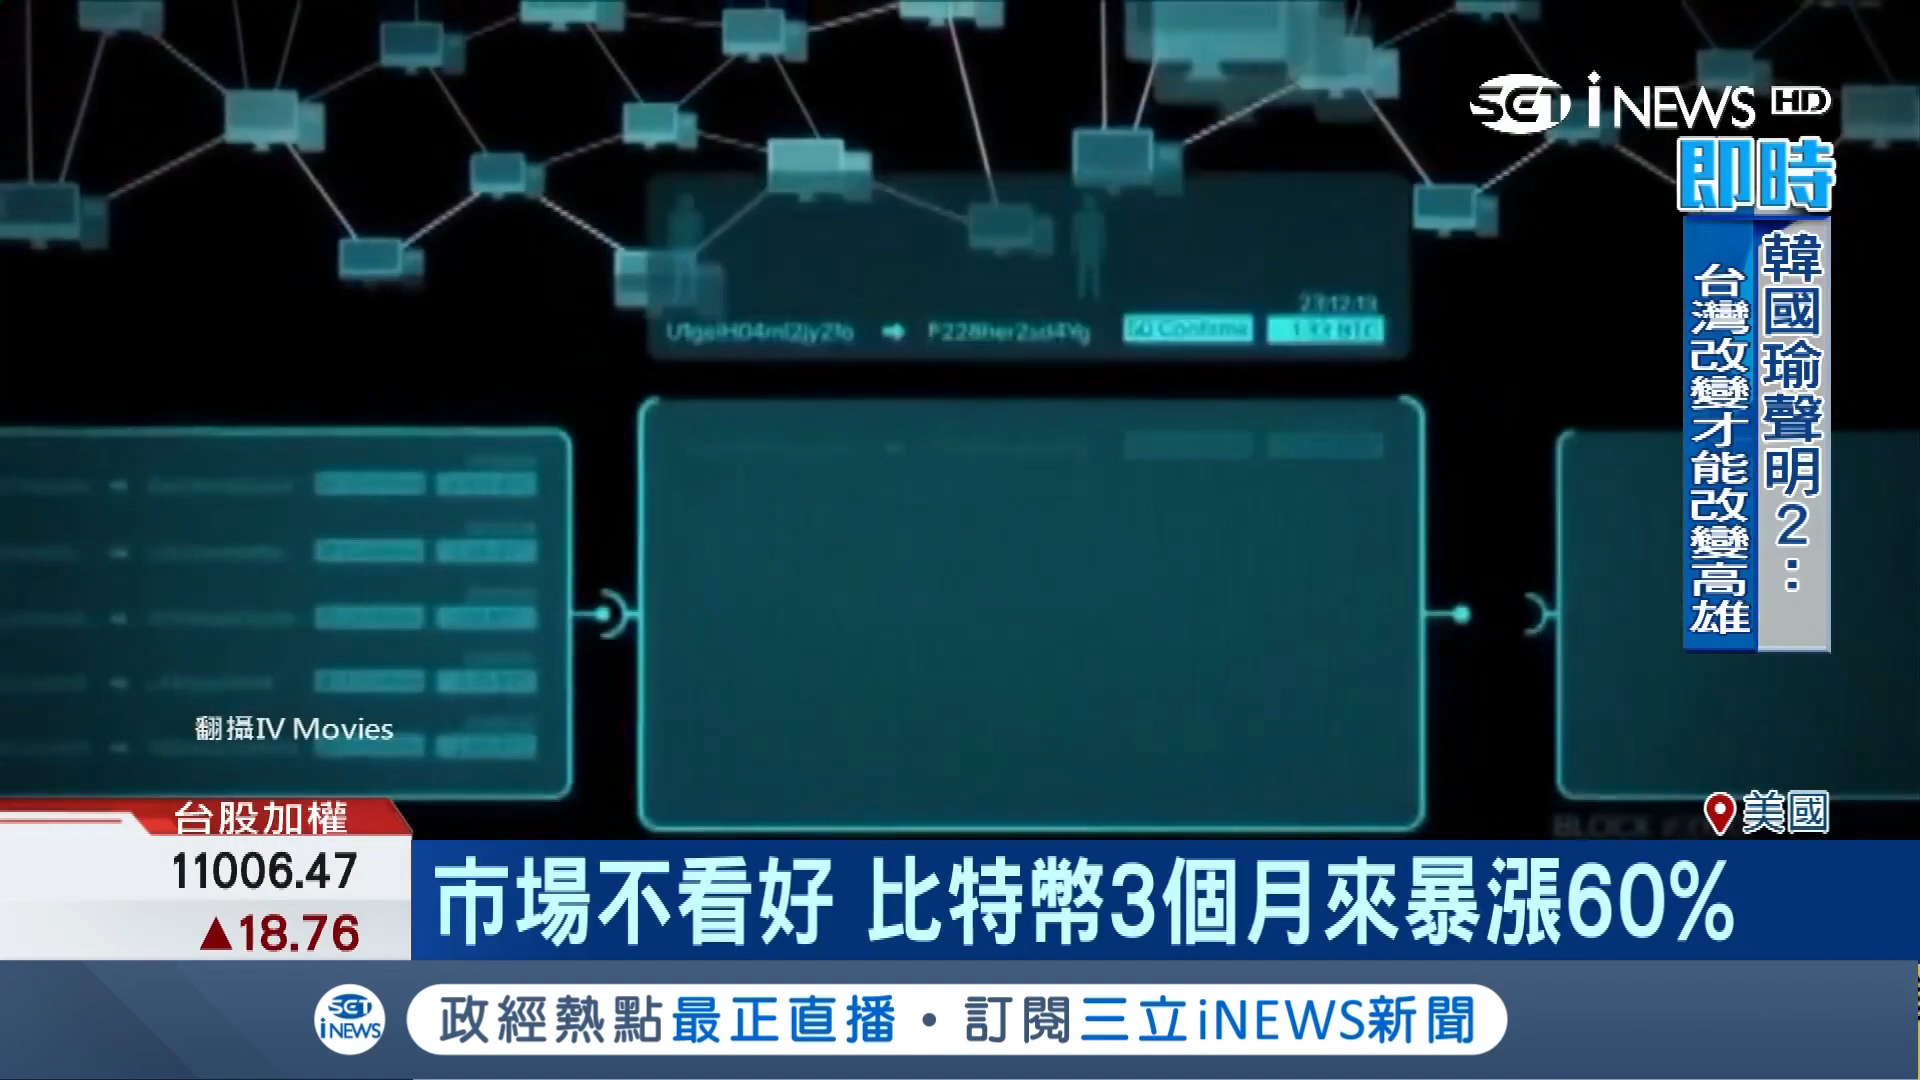 SET iNEWS HD
即時
韓國瑜聲明2：
台灣改變才能改變高雄
23:12:13
翻攝IV Movies
美國
台股加權
11006.47
▲18.76
市場不看好 比特幣3個月來暴漲60%
SET iNEWS
政經熱點最正直播・訂閱三立iNEWS新聞